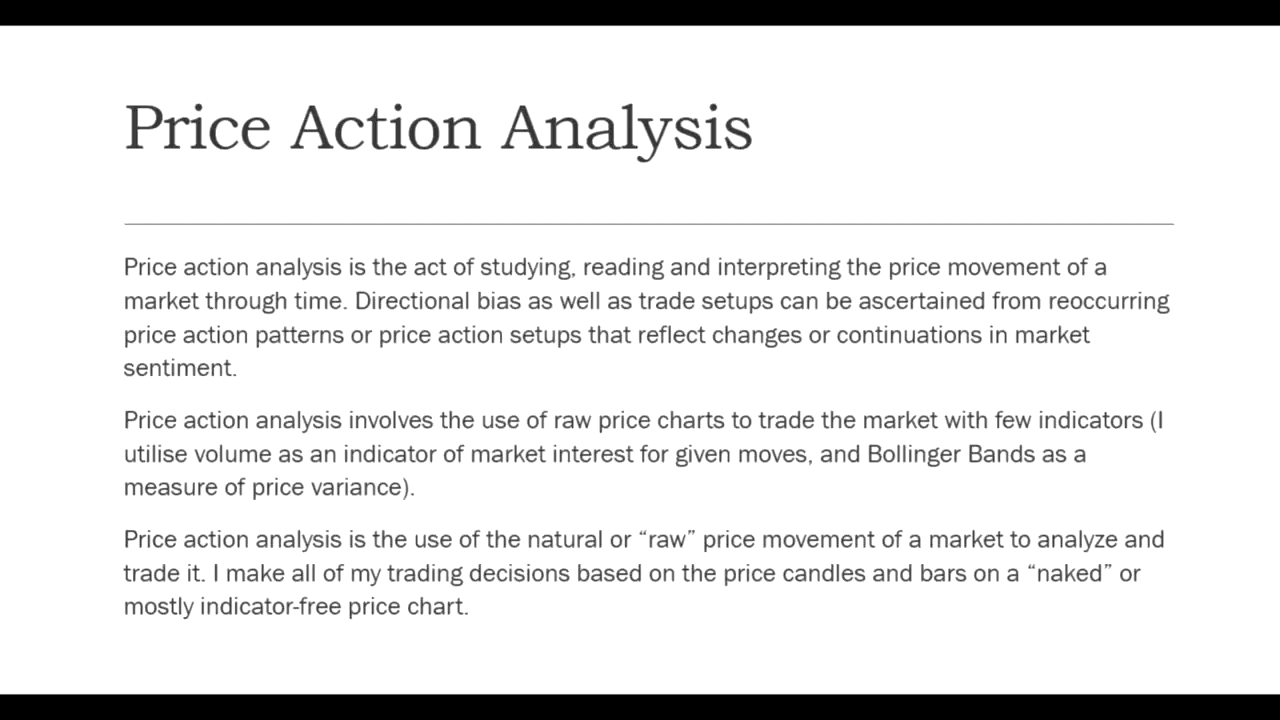 Price Action Analysis
Price action analysis is the act of studying, reading and interpreting the price movement of a
market through time. Directional bias as well as trade setups can be ascertained from reoccurring
price action patterns or price action setups that reflect changes or continuations in market
sentiment.
Price action analysis involves the use of raw price charts to trade the market with few indicators (I
utilise volume as an indicator of market interest for given moves, and Bollinger Bands as a
measure of price variance).
Price action analysis is the use of the natural or “raw” price movement of a market to analyze and
trade it. I make all of my trading decisions based on the price candles and bars on a “naked” or
mostly indicator-free price chart.